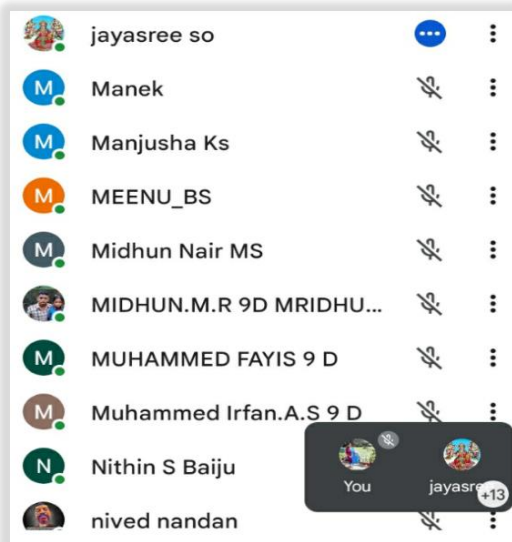 jayasree so
M Manek
M Manjusha Ks
M MEENU_BS
M Midhun Nair MS
MIDHUN.M.R 9D MRIDHU...
M MUHAMMED FAYIS 9 D
M Muhammed Irfan.A.S 9 D
N Nithin S Baiju
You jayasre +13
nived nandan